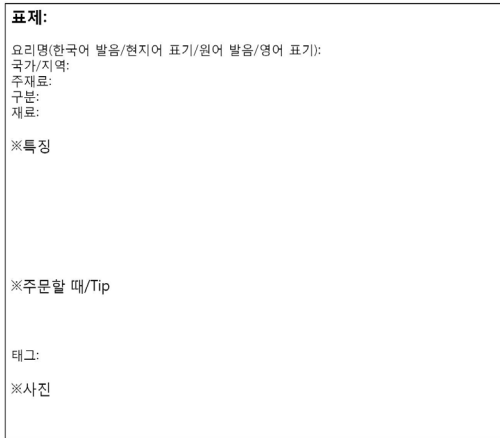 표제:
요리명(한국어 발음/현지어 표기/원어 발음/영어 표기):
국가/지역:
주재료:
구분:
재료:
※특징
※주문할 때/Tip
태그:
※사진